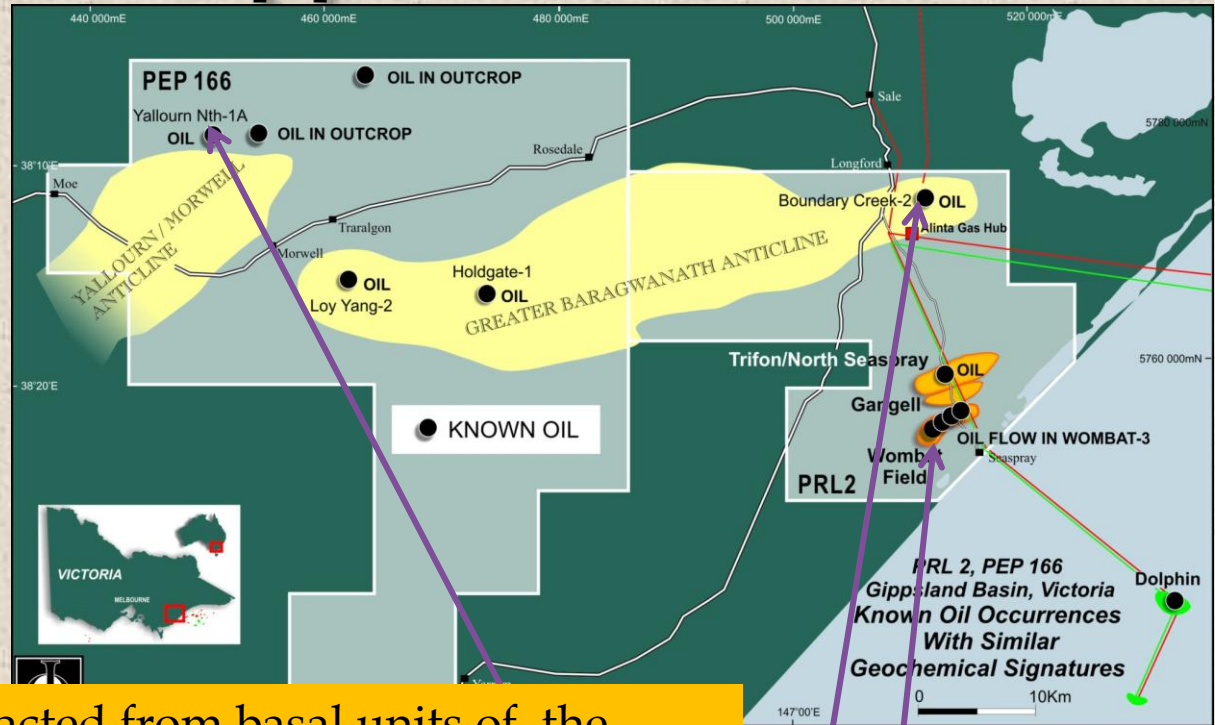 440 000mE
460 000mE
480 000mE
500 000mE
520 000mE
PEP 166
OIL IN OUTCROP
Yallourn Nth-1A
OIL
OIL IN OUTCROP
Sale
5780 000mN
38°10'E
Rosedale
Longford
Moe
Boundary Creek-2
OIL
YALLOURN / MORWELL
ANTICLINE
Traralgon
Alinta Gas Hub
Morwell
Holdgate-1
OIL
OIL
Loy Yang-2
GREATER BARAGWANATH ANTICLINE
5760 000mN
Trifon/North Seaspray
OIL
38°20'E
Gangell
KNOWN OIL
OIL FLOW IN WOMBAT-3
Wombat
Field
Seaspray
PRL2
VICTORIA
MELBOURNE
PRL 2, PEP 166
Gippsland Basin, Victoria
Known Oil Occurrences
With Similar
Geochemical Signatures
Dolphin
0 10Km
147°00'E
acted from basal units of the